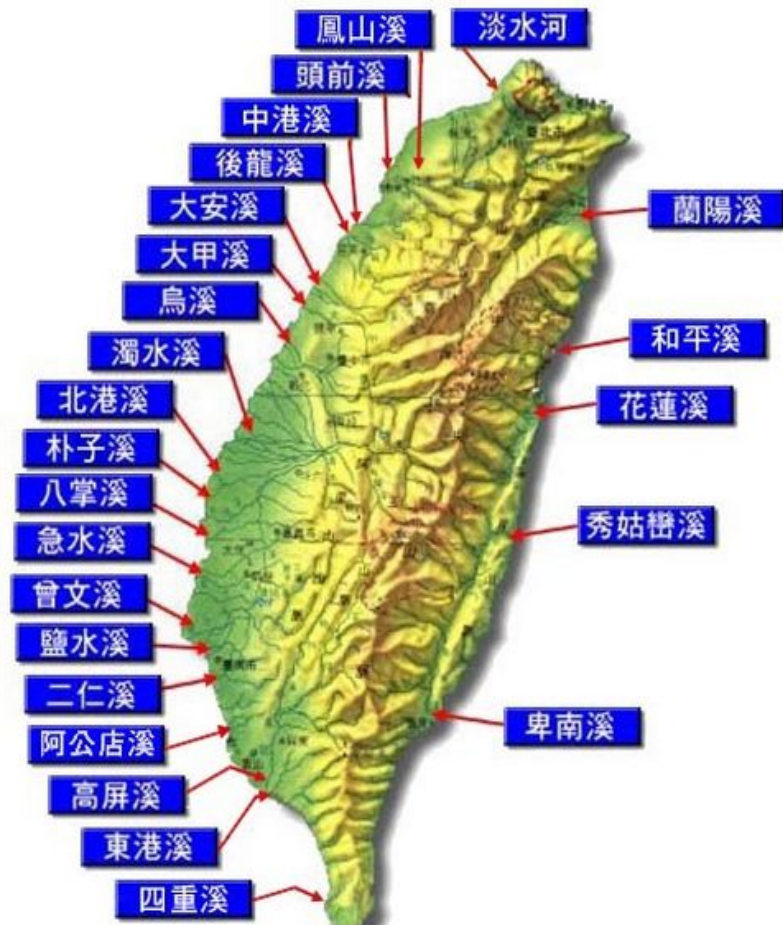 鳳山溪
淡水河
頭前溪
中港溪
後龍溪
大安溪
蘭陽溪
大甲溪
烏溪
和平溪
濁水溪
北港溪
花蓮溪
朴子溪
八掌溪
急水溪
秀姑巒溪
曾文溪
鹽水溪
二仁溪
卑南溪
阿公店溪
高屏溪
東港溪
四重溪